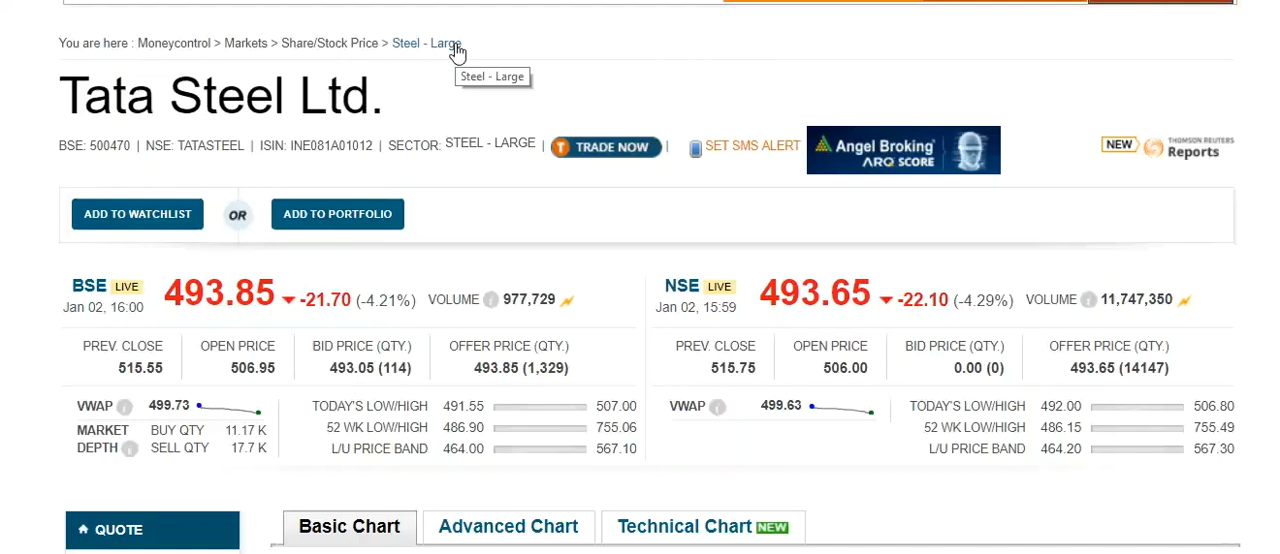 You are here : Moneycontrol > Markets > Share/Stock Price > Steel - Large
Steel - Large
Tata Steel Ltd.
BSE: 500470 | NSE: TATASTEEL | ISIN: INE081A01012 | SECTOR: STEEL - LARGE | TRADE NOW | SET SMS ALERT
Angel Broking
ARQ SCORE
NEW THOMSON REUTERS
Reports
ADD TO WATCHLIST OR ADD TO PORTFOLIO
BSE LIVE 493.85 -21.70 (-4.21%) VOLUME 977,729
Jan 02, 16:00
PREV. CLOSE OPEN PRICE BID PRICE (QTY.) OFFER PRICE (QTY.)
515.55 506.95 493.05 (114) 493.85 (1,329)
VWAP 499.73
MARKET BUY QTY 11.17 K
DEPTH SELL QTY 17.7 K
TODAY'S LOW/HIGH 491.55 507.00
52 WK LOW/HIGH 486.90 755.06
L/U PRICE BAND 464.00 567.10
NSE LIVE 493.65 -22.10 (-4.29%) VOLUME 11,747,350
Jan 02, 15:59
PREV. CLOSE OPEN PRICE BID PRICE (QTY.) OFFER PRICE (QTY.)
515.75 506.00 0.00 (0) 493.65 (14147)
VWAP 499.63
TODAY'S LOW/HIGH 492.00 506.80
52 WK LOW/HIGH 486.15 755.49
L/U PRICE BAND 464.20 567.30
QUOTE
Basic Chart Advanced Chart Technical Chart NEW